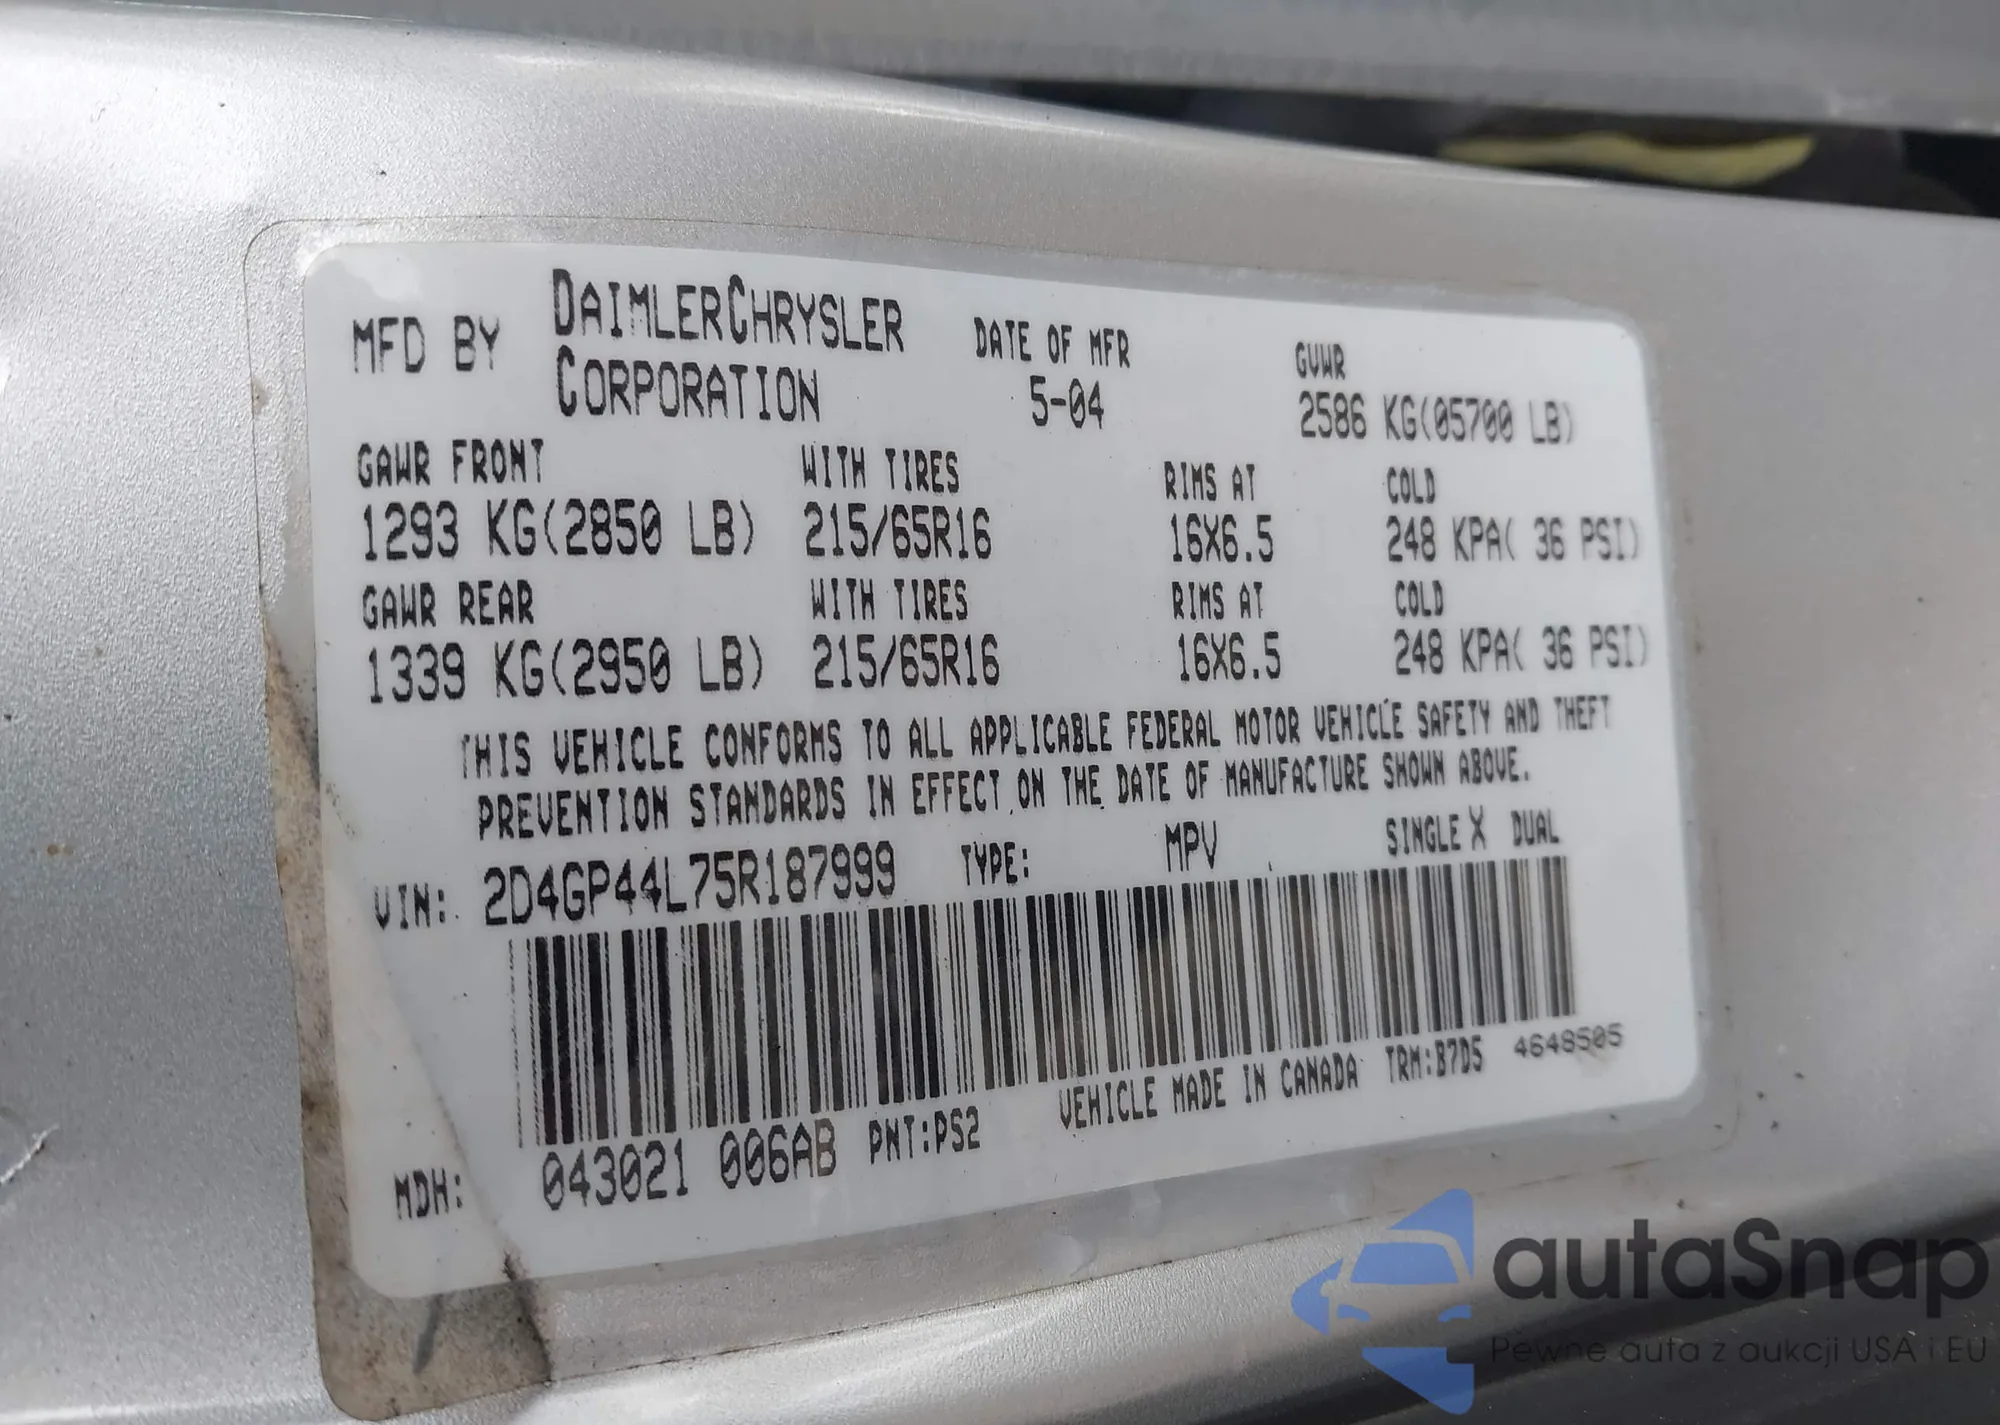 MFD BY DAIMLERCHRYSLER CORPORATION
DATE OF MFR
5-04
GVWR
2586 KG(05700 LB)
GAWR FRONT WITH TIRES RIMS AT COLD
1293 KG(2850 LB) 215/65R16 16X6.5 248 KPA( 36 PSI)
GAWR REAR WITH TIRES RIMS AT COLD
1339 KG(2950 LB) 215/65R16 16X6.5 248 KPA( 36 PSI)
THIS VEHICLE CONFORMS TO ALL APPLICABLE FEDERAL MOTOR VEHICLE SAFETY AND THEFT
PREVENTION STANDARDS IN EFFECT ON THE DATE OF MANUFACTURE SHOWN ABOVE.
VIN: 2D4GP44L75R187999 TYPE: MPV SINGLE X DUAL
MDH: 043021 006AB PNT:PS2 VEHICLE MADE IN CANADA TRM:B7D5 4648505
autaSnap
Pewne auta z aukcji USA i EU